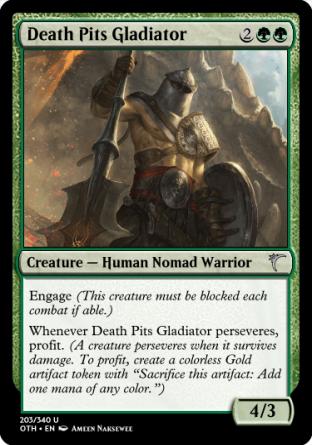 Death Pits Gladiator 2
Creature — Human Nomad Warrior
Engage (This creature must be blocked each
combat if able.)
Whenever Death Pits Gladiator perseveres,
profit. (A creature perseveres when it survives
damage. To profit, create a colorless Gold
artifact token with “Sacrifice this artifact: Add
one mana of any color.”)
4/3
203/340 U
OTH • EN Ameen Naksewee